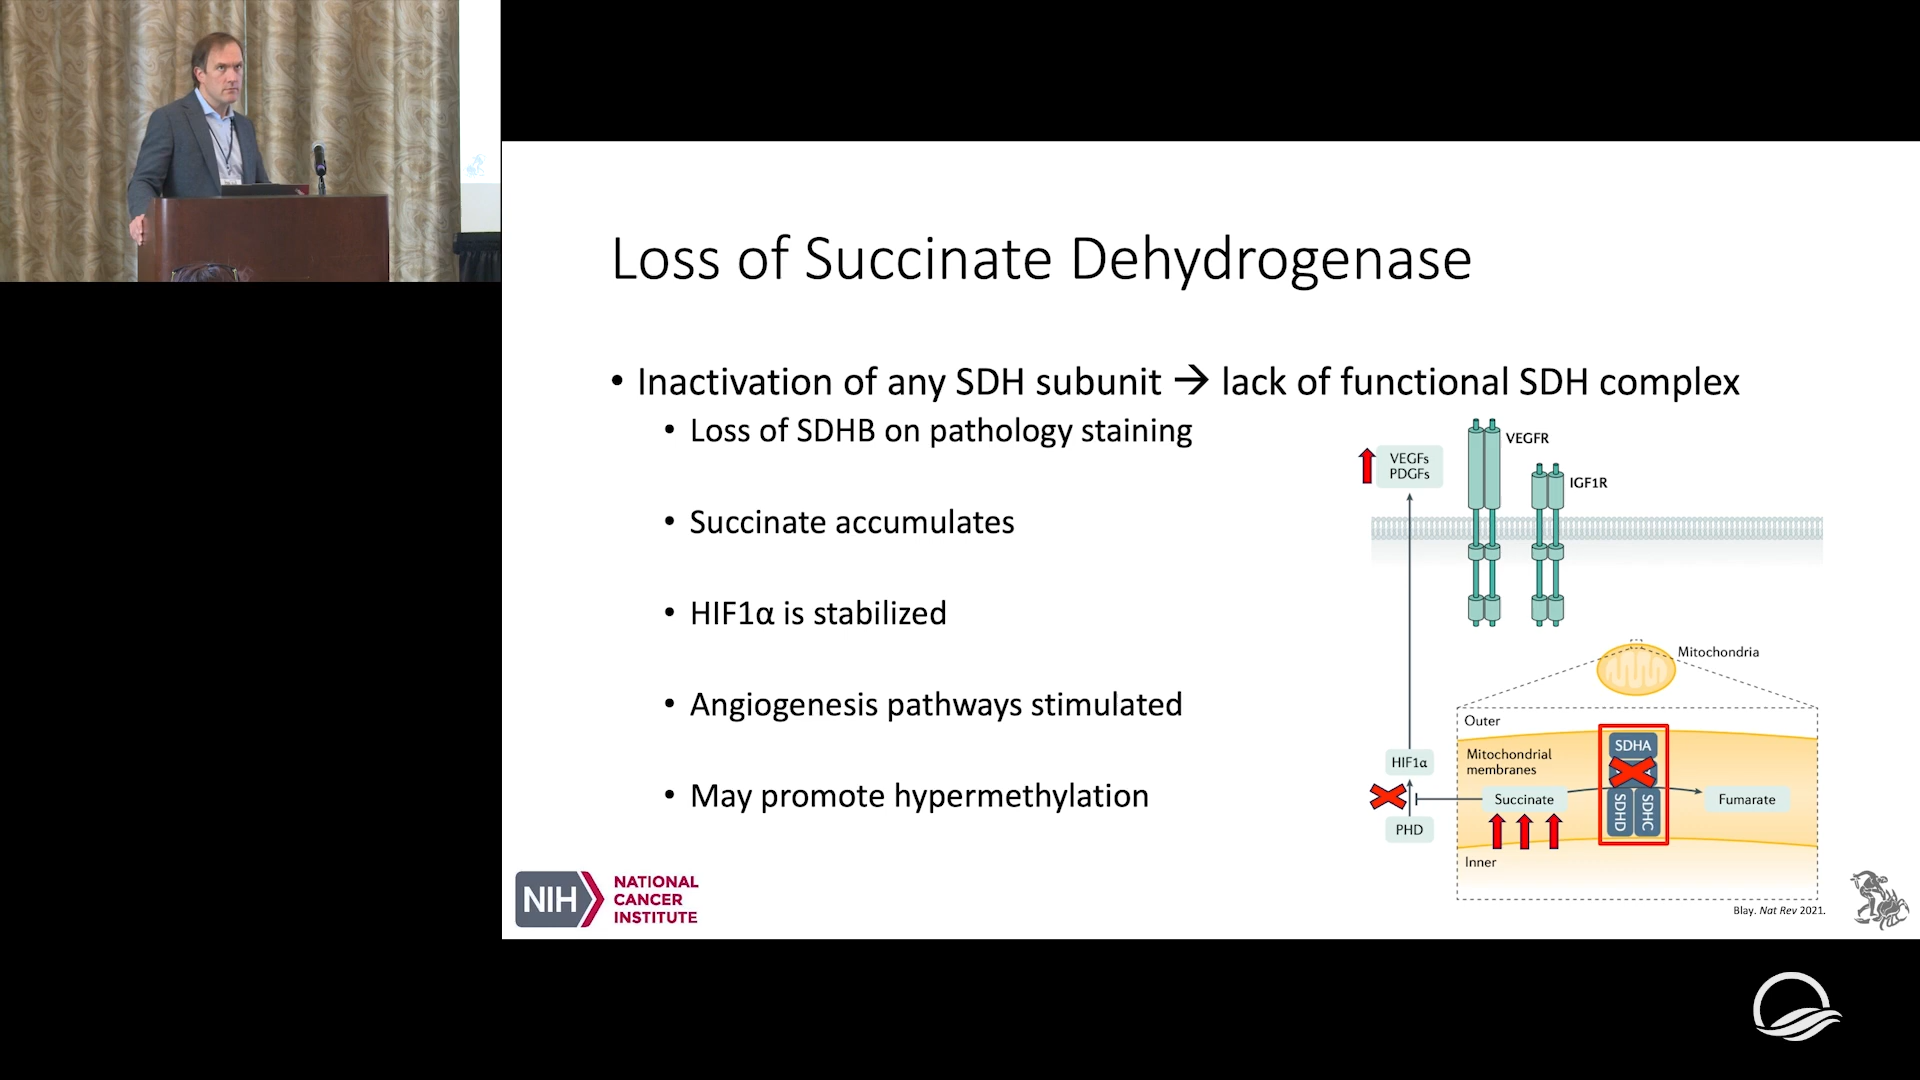 Loss of Succinate Dehydrogenase
• Inactivation of any SDH subunit → lack of functional SDH complex
• Loss of SDHB on pathology staining
• Succinate accumulates
• HIF1α is stabilized
• Angiogenesis pathways stimulated
• May promote hypermethylation
VEGFs
PDGFs
VEGFR
IGF1R
Mitochondria
Outer
Mitochondrial
membranes
SDHA
HIF1α
Succinate
SDHD
SDHC
Fumarate
PHD
Inner
Blay. Nat Rev 2021.
NIH
NATIONAL
CANCER
INSTITUTE